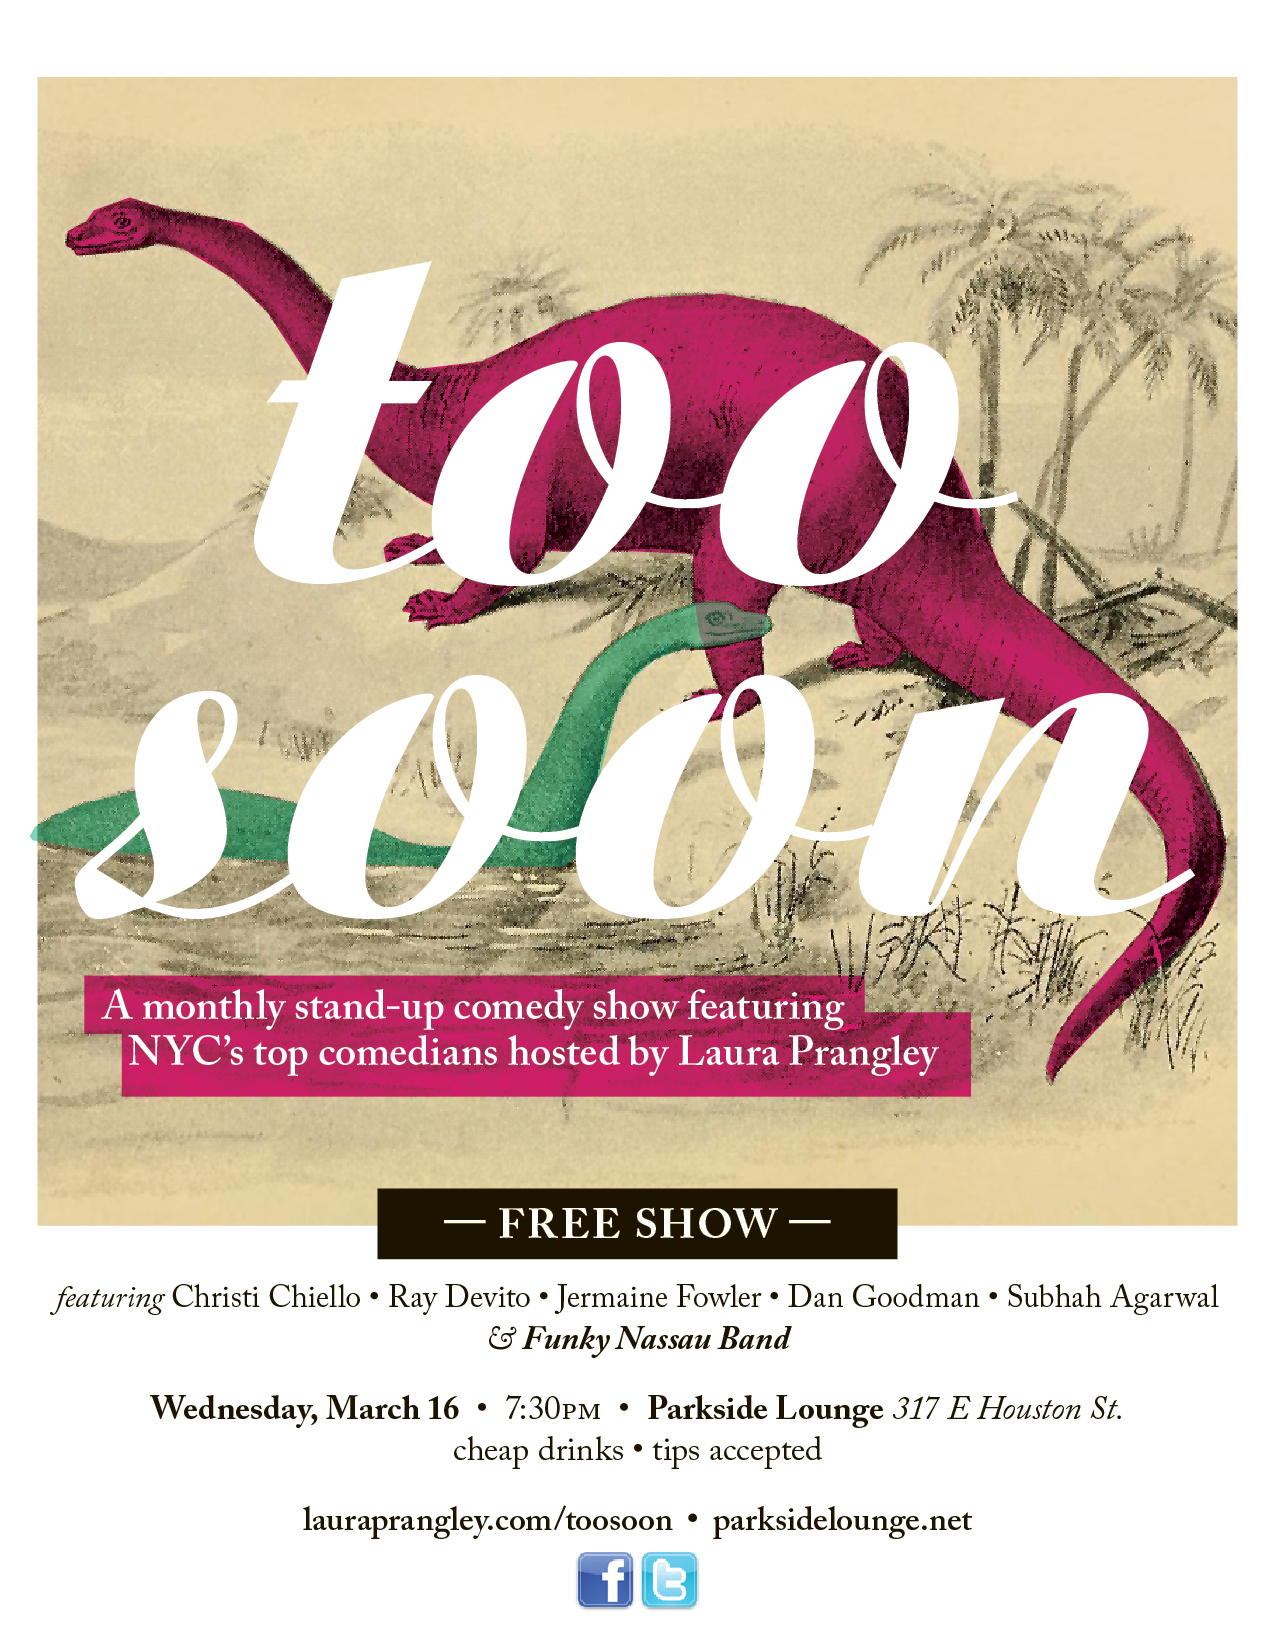 too
soon
A monthly stand-up comedy show featuring
NYC’s top comedians hosted by Laura Prangley
— FREE SHOW —
featuring Christi Chiello • Ray Devito • Jermaine Fowler • Dan Goodman • Subhah Agarwal
& Funky Nassau Band
Wednesday, March 16 • 7:30PM • Parkside Lounge 317 E Houston St.
cheap drinks • tips accepted
lauraprangley.com/toosoon • parksidelounge.net
f t